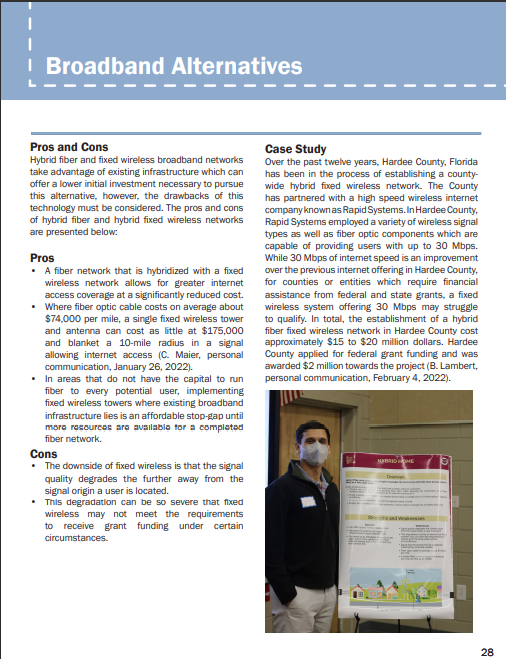 Broadband Alternatives
Pros and Cons
Hybrid fiber and fixed wireless broadband networks
take advantage of existing infrastructure which can
offer a lower initial investment necessary to pursue
this alternative, however, the drawbacks of this
technology must be considered. The pros and cons
of hybrid fiber and hybrid fixed wireless networks
are presented below:
Pros
• A fiber network that is hybridized with a fixed
wireless network allows for greater internet
access coverage at a significantly reduced cost.
• Where fiber optic cable costs on average about
$74,000 per mile, a single fixed wireless tower
and antenna can cost as little at $175,000
and blanket a 10-mile radius in a signal
allowing internet access (C. Maier, personal
communication, January 26, 2022).
• In areas that do not have the capital to run
fiber to every potential user, implementing
fixed wireless towers where existing broadband
infrastructure lies is an affordable stop-gap until
more resources are available for a completed
fiber network.
Cons
• The downside of fixed wireless is that the signal
quality degrades the further away from the
signal origin a user is located.
• This degradation can be so severe that fixed
wireless may not meet the requirements
to receive grant funding under certain
circumstances.
Case Study
Over the past twelve years, Hardee County, Florida
has been in the process of establishing a county-
wide hybrid fixed wireless network. The County
has partnered with a high speed wireless internet
company known as Rapid Systems. In Hardee County,
Rapid Systems employed a variety of wireless signal
types as well as fiber optic components which are
capable of providing users with up to 30 Mbps.
While 30 Mbps of internet speed is an improvement
over the previous internet offering in Hardee County,
for counties or entities which require financial
assistance from federal and state grants, a fixed
wireless system offering 30 Mbps may struggle
to qualify. In total, the establishment of a hybrid
fiber fixed wireless network in Hardee County cost
approximately $15 to $20 million dollars. Hardee
County applied for federal grant funding and was
awarded $2 million towards the project (B. Lambert,
personal communication, February 4, 2022).
HYBRID HOME
Overview
Strengths and Weaknesses
28